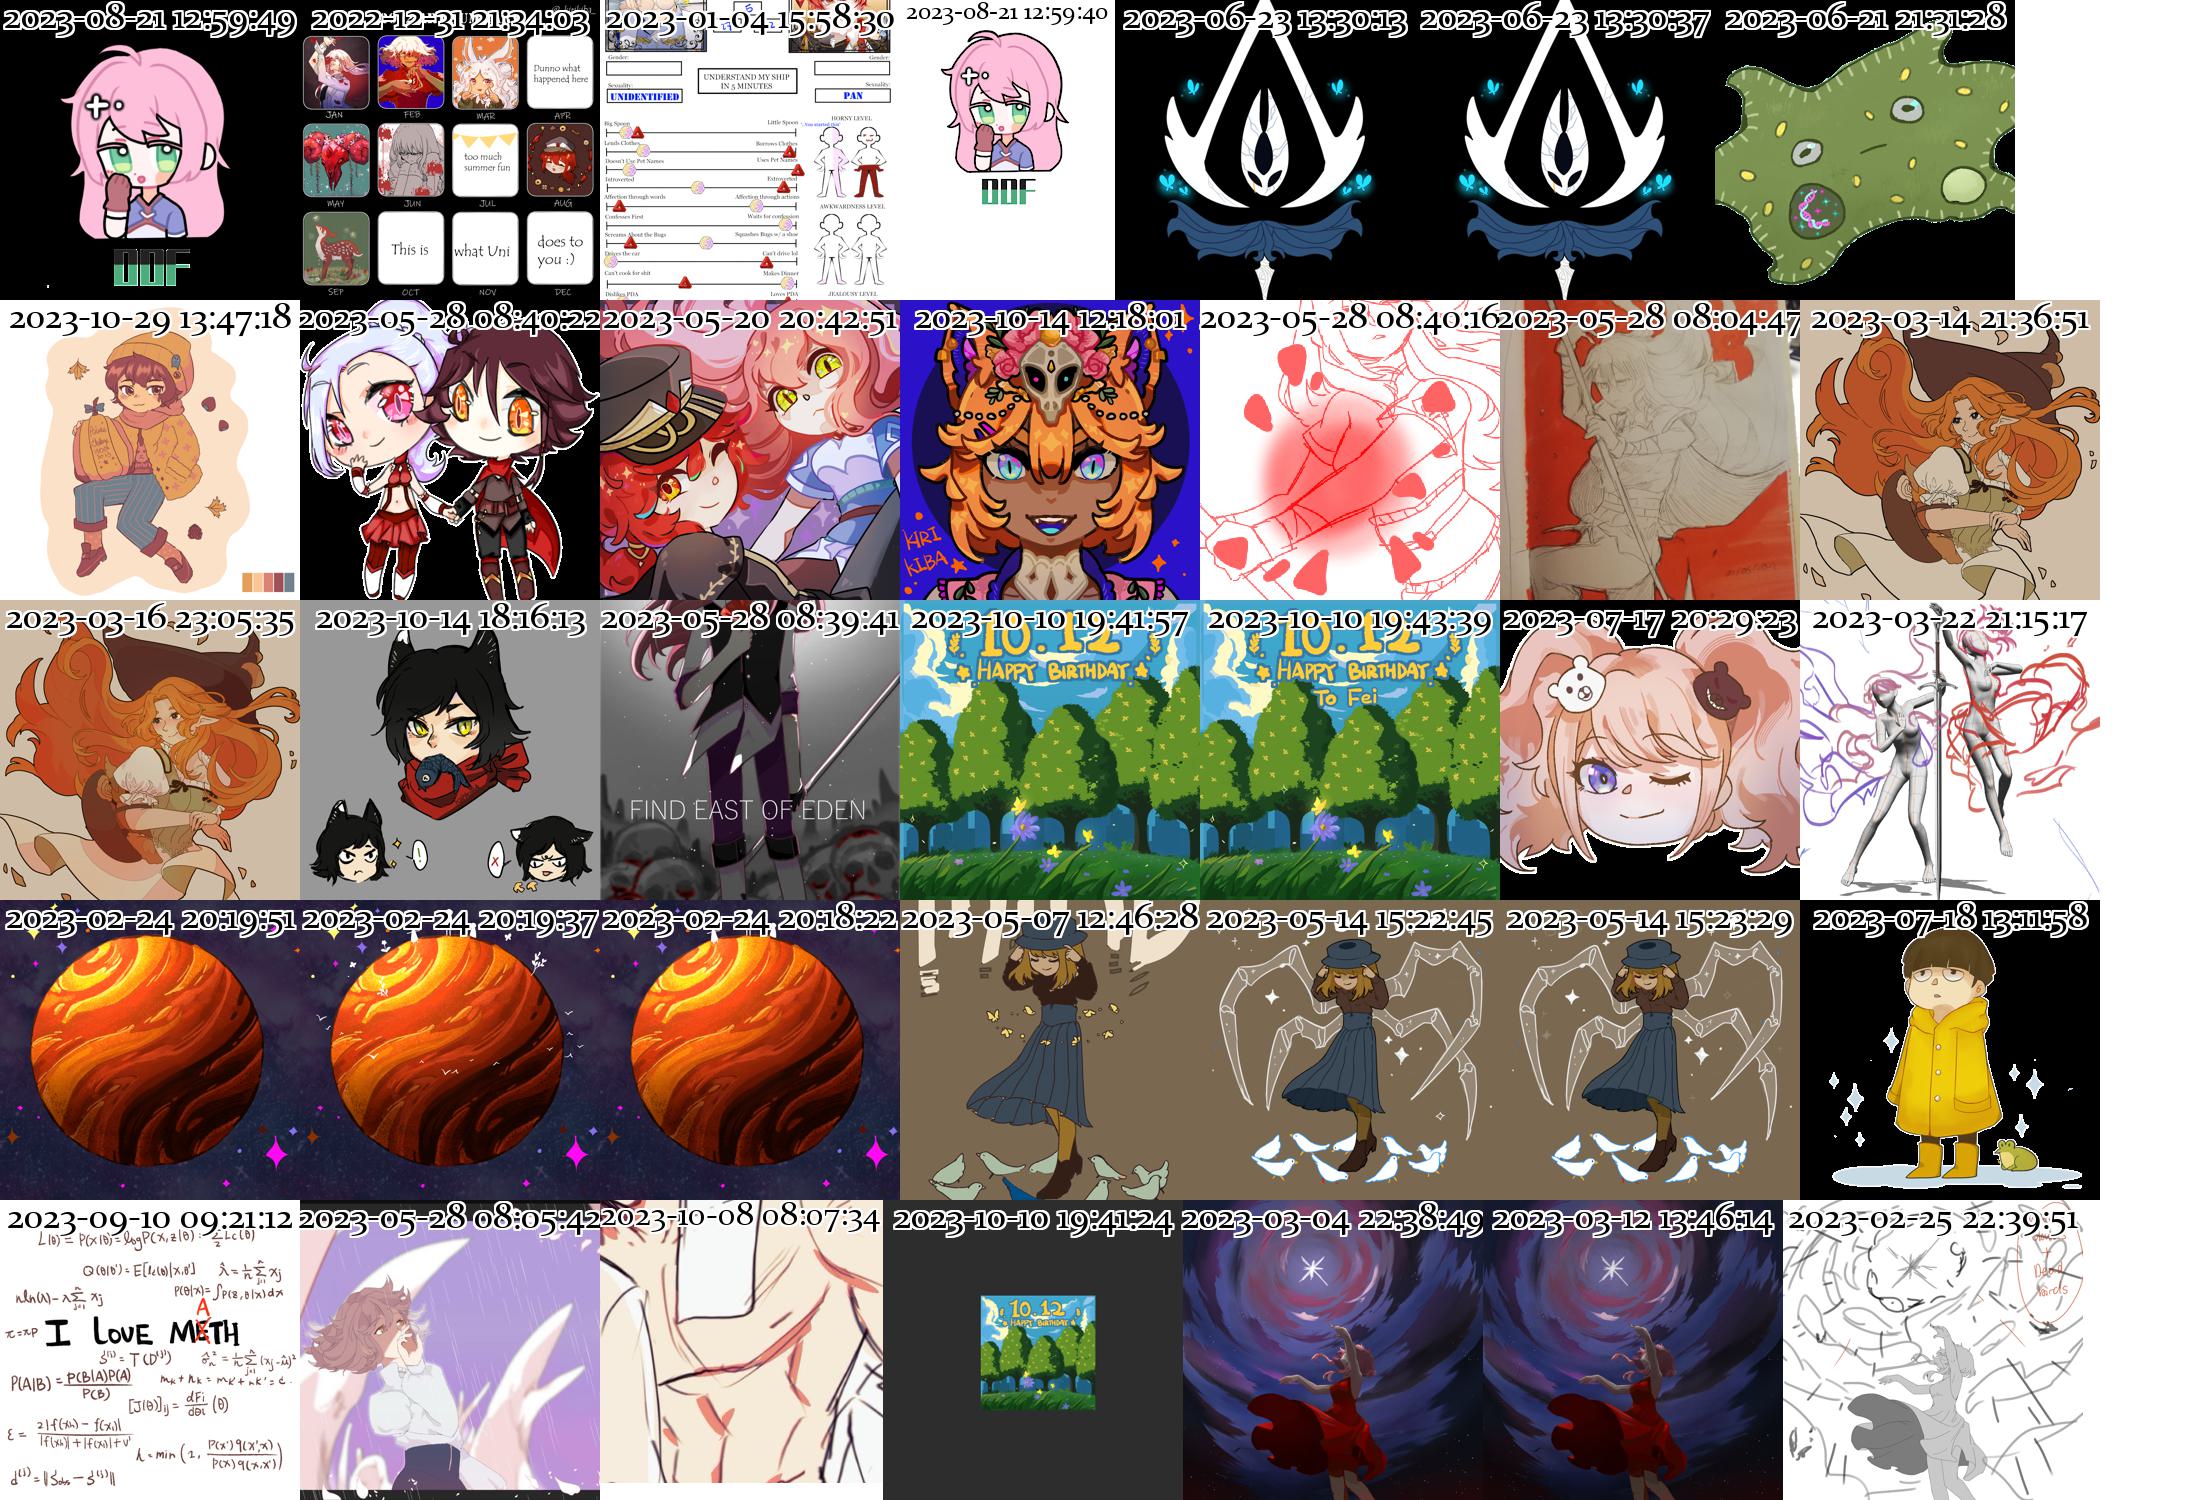 2023-08-21 12:59:49
2022-12-31 21:34:03
2023-01-04 15:58:30
2023-08-21 12:59:40
2023-06-23 13:30:13
2023-06-23 13:30:37
2023-06-21 21:31:28
OOF
Dunno what
happened here
JAN
FEB
MAR
APR
too much
summer fun
MAY
JUN
JUL
AUG
This is
what Uni
does to
you :)
SEP
OCT
NOV
DEC
Gender:
Gender:
UNDERSTAND MY SHIP
IN 5 MINUTES
Sexuality:
Sexuality:
UNIDENTIFIED
PAN
HORNY LEVEL
Big Spoon
Little Spoon
You started this
Lends Clothes
Borrows Clothes
Doesn't Use Pet Names
Uses Pet Names
Introverted
Extroverted
Affection through words
Affection through actions
AWKWARDNESS LEVEL
Confesses First
Waits for confession
Screams About the Bugs
Squashes Bugs w/ a shoe
Drives the car
Can't drive lol
Can't cook for shit
Makes Dinner
Dislikes PDA
Loves PDA
JEALOUSY LEVEL
OOF
2023-10-29 13:47:18
2023-05-28 08:40:22
2023-05-20 20:42:51
2023-10-14 12:18:01
2023-05-28 08:40:16
2023-05-28 08:04:47
2023-03-14 21:36:51
KIRI
KIBA
2023-03-16 23:05:35
2023-10-14 18:16:13
2023-05-28 08:39:41
2023-10-10 19:41:57
2023-10-10 19:43:39
2023-07-17 20:29:23
2023-03-22 21:15:17
!
X
FIND EAST OF EDEN
10.12
HAPPY BIRTHDAY
10.12
HAPPY BIRTHDAY
To Fei
2023-02-24 20:19:51
2023-02-24 20:19:37
2023-02-24 20:18:22
2023-05-07 12:46:28
2023-05-14 15:22:45
2023-05-14 15:23:29
2023-07-18 13:11:58
2023-09-10 09:21:12
2023-05-28 08:05:42
2023-10-08 08:07:34
2023-10-10 19:41:24
2023-03-04 22:38:49
2023-03-12 13:46:14
2023-02-25 22:39:51
A
I LOVE MXTH
P(A|B) = P(B|A)P(A)
P(B)
10.12
HAPPY BIRTHDAY
+
Dead
birds